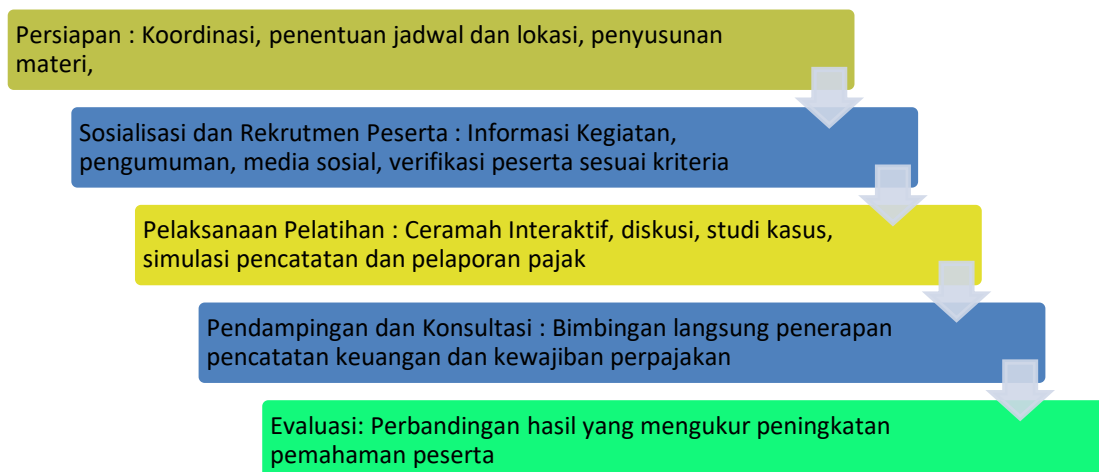 Persiapan : Koordinasi, penentuan jadwal dan lokasi, penyusunan
materi,
Sosialisasi dan Rekrutmen Peserta : Informasi Kegiatan,
pengumuman, media sosial, verifikasi peserta sesuai kriteria
Pelaksanaan Pelatihan : Ceramah Interaktif, diskusi, studi kasus,
simulasi pencatatan dan pelaporan pajak
Pendampingan dan Konsultasi : Bimbingan langsung penerapan
pencatatan keuangan dan kewajiban perpajakan
Evaluasi: Perbandingan hasil yang mengukur peningkatan
pemahaman peserta